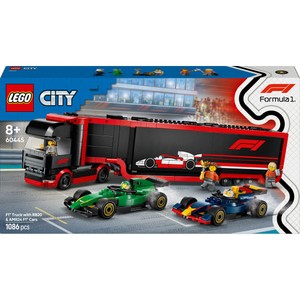 LEGO CITY
Formula 1
8+
60445
F1® Truck with RB20
& AMR24 F1® Cars
1086 pcs